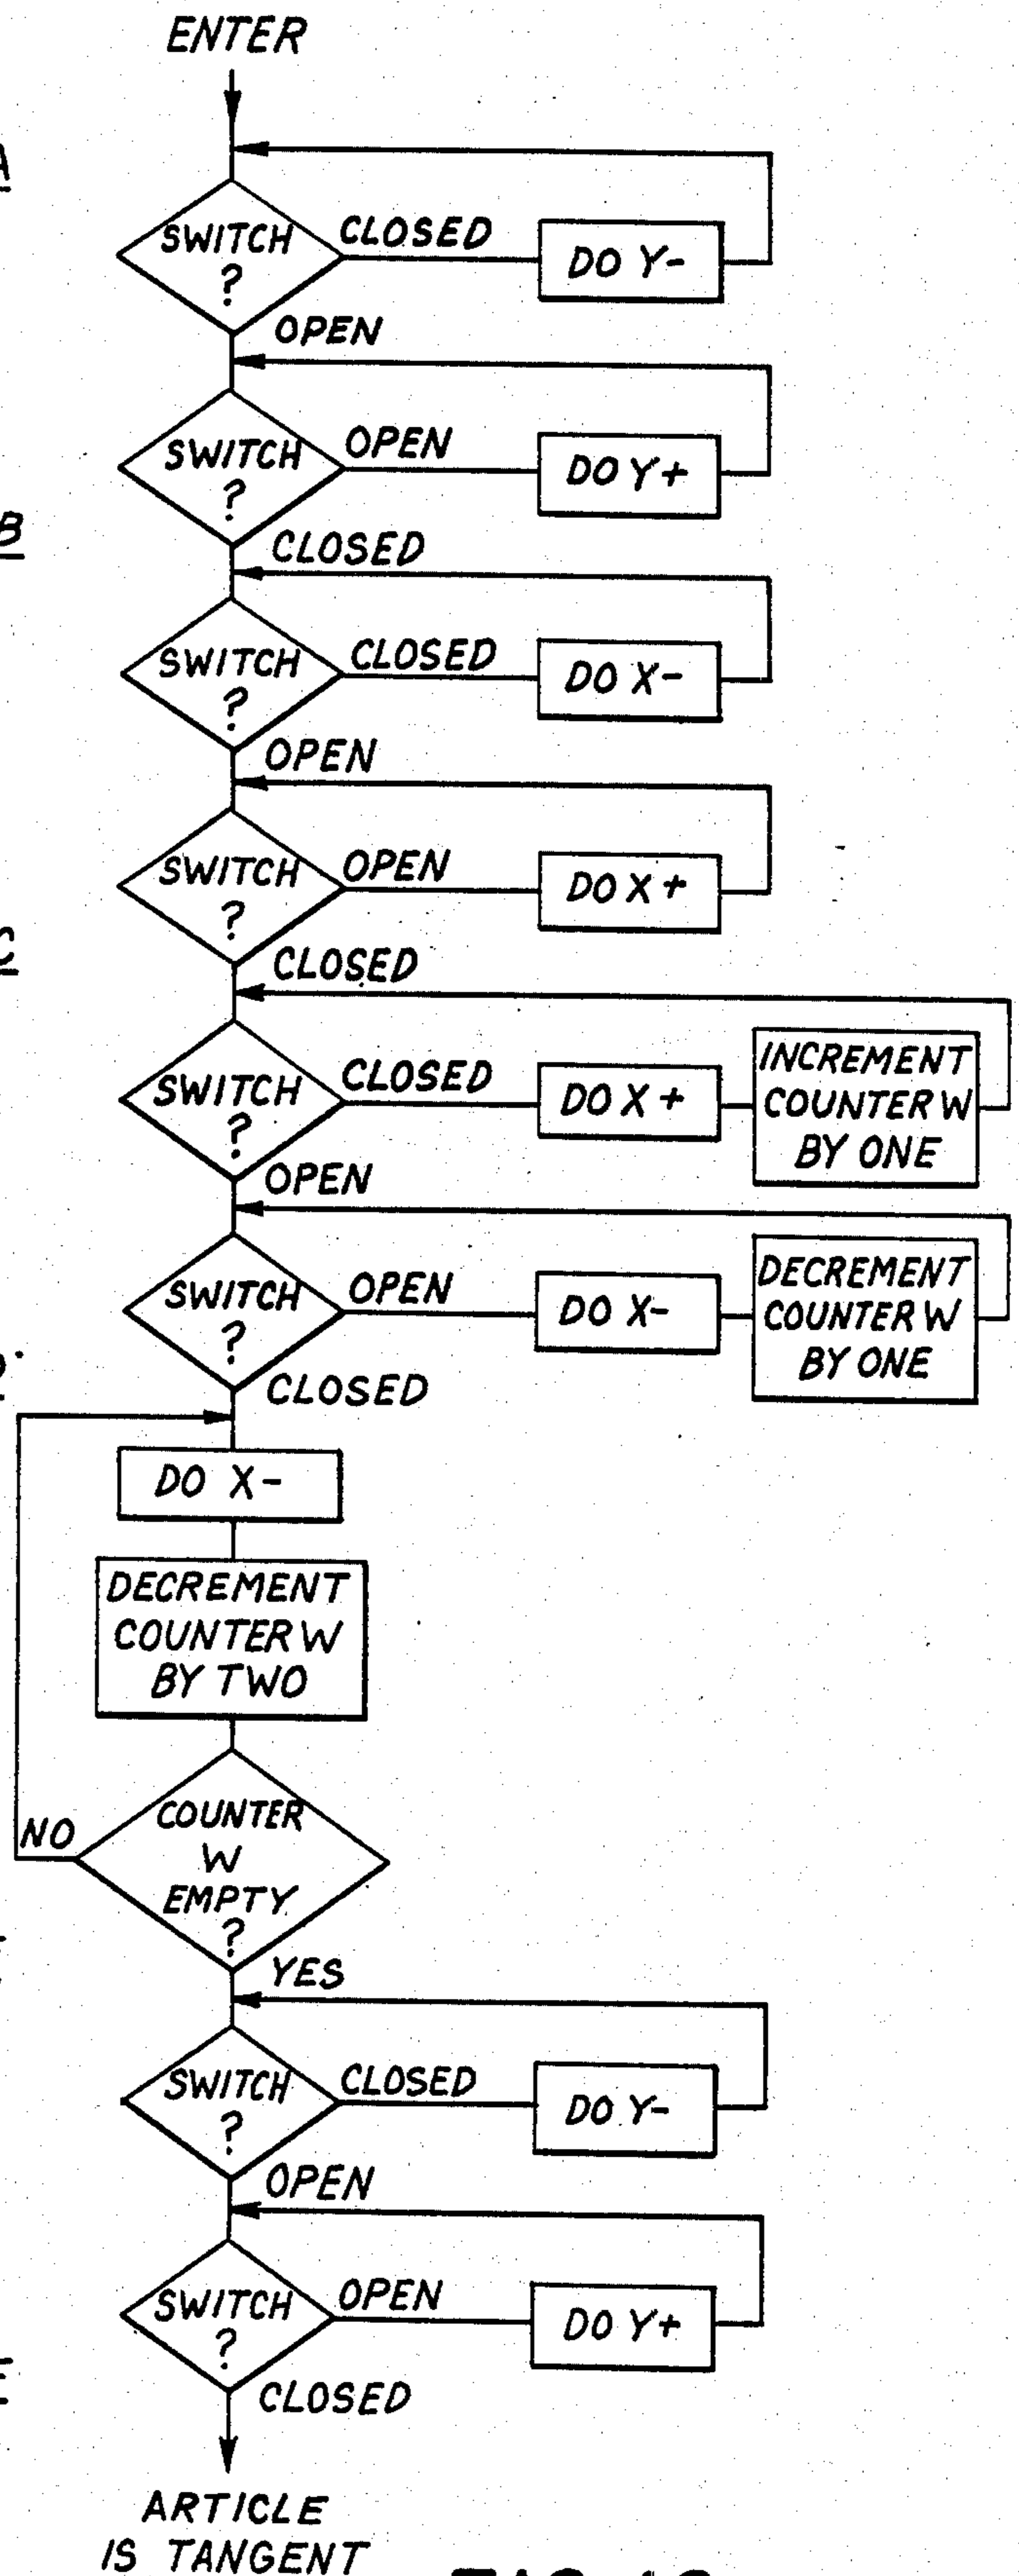 ENTER
A
SWITCH
?
CLOSED
DO Y-
OPEN
SWITCH
?
OPEN
DO Y+
B
CLOSED
SWITCH
?
CLOSED
DO X-
OPEN
SWITCH
?
OPEN
DO X+
C
CLOSED
SWITCH
?
CLOSED
DO X+
INCREMENT
COUNTER W
BY ONE
OPEN
SWITCH
?
OPEN
DO X-
DECREMENT
COUNTER W
BY ONE
CLOSED
DO X-
DECREMENT
COUNTER W
BY TWO
COUNTER
W
EMPTY
?
NO
YES
SWITCH
?
CLOSED
DO Y-
OPEN
SWITCH
?
OPEN
DO Y+
CLOSED
ARTICLE
IS TANGENT